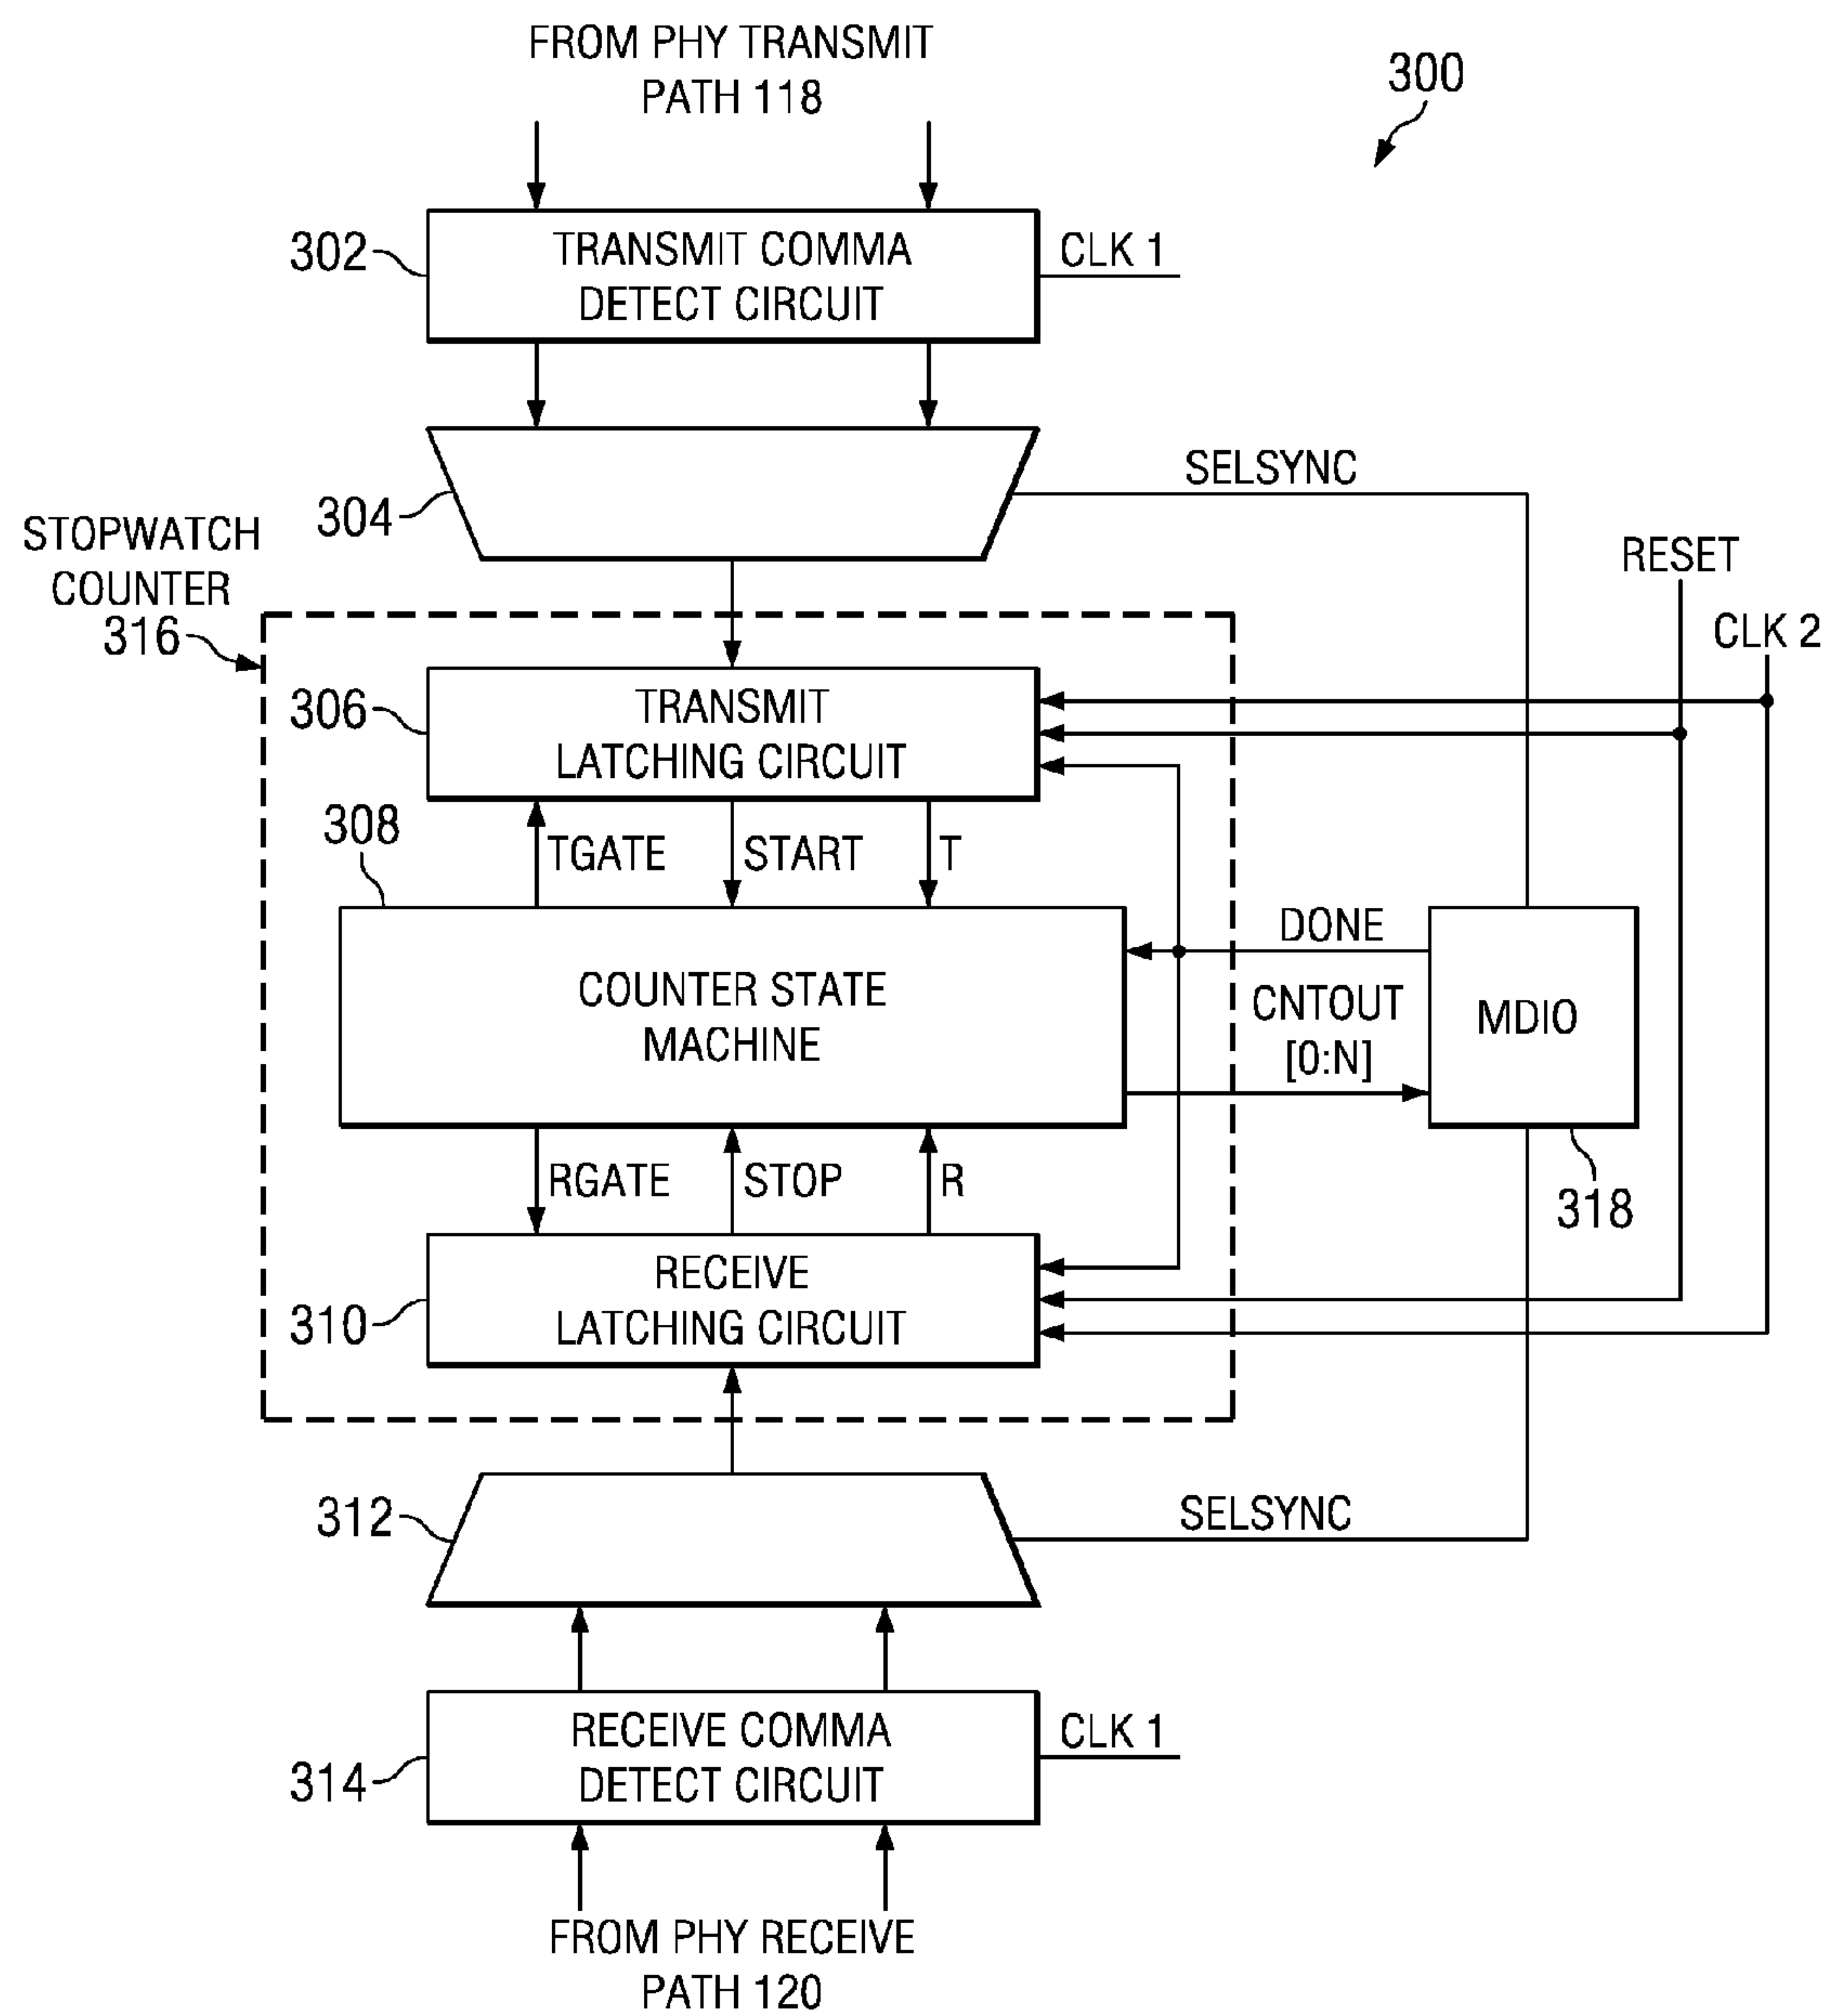 FROM PHY TRANSMIT
PATH 118
300
302
TRANSMIT COMMA
DETECT CIRCUIT
CLK 1
304
SELSYNC
STOPWATCH
COUNTER
316
RESET
CLK 2
306
TRANSMIT
LATCHING CIRCUIT
308
TGATE
START
T
COUNTER STATE
MACHINE
DONE
CNTOUT
[0:N]
MDIO
318
RGATE
STOP
R
310
RECEIVE
LATCHING CIRCUIT
312
SELSYNC
314
RECEIVE COMMA
DETECT CIRCUIT
CLK 1
FROM PHY RECEIVE
PATH 120